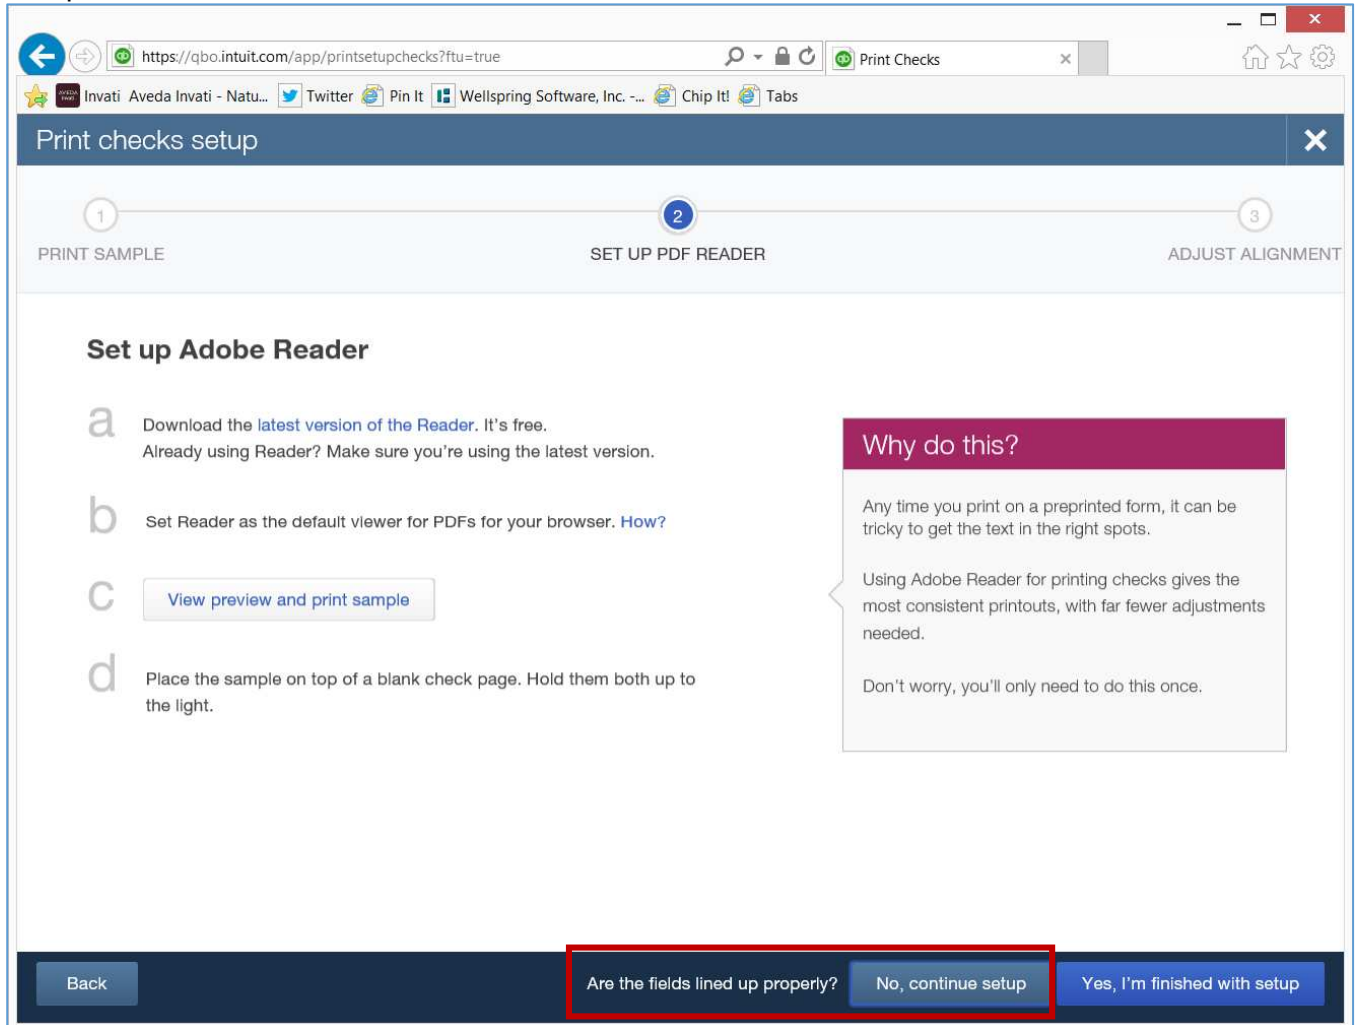 https://qbo.intuit.com/app/printsetupchecks?ftu=true
Print Checks
Invati Aveda Invati - Natu... Twitter Pin It Wellspring Software, Inc. -... Chip It! Tabs
Print checks setup
1
2
3
PRINT SAMPLE
SET UP PDF READER
ADJUST ALIGNMENT
Set up Adobe Reader
a
Download the latest version of the Reader. It's free.
Already using Reader? Make sure you're using the latest version.
b
Set Reader as the default viewer for PDFs for your browser. How?
c
View preview and print sample
d
Place the sample on top of a blank check page. Hold them both up to
the light.
Why do this?
Any time you print on a preprinted form, it can be
tricky to get the text in the right spots.
Using Adobe Reader for printing checks gives the
most consistent printouts, with far fewer adjustments
needed.
Don't worry, you'll only need to do this once.
Back
Are the fields lined up properly?
No, continue setup
Yes, I'm finished with setup